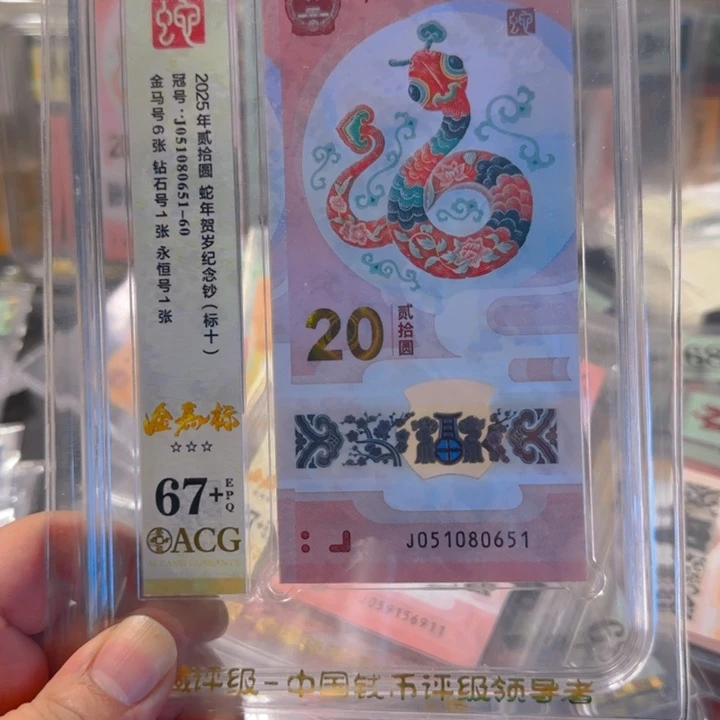 蛇
2025年贰拾圆 蛇年贺岁纪念钞(标十)
冠号:J051080651-60
金马号6张 钻石号1张 永恒号1张
金马标
☆☆☆
67+
EPQ
ACG
20
贰拾圆
J051080651
评级-中国钱币评级领导者
J059156911